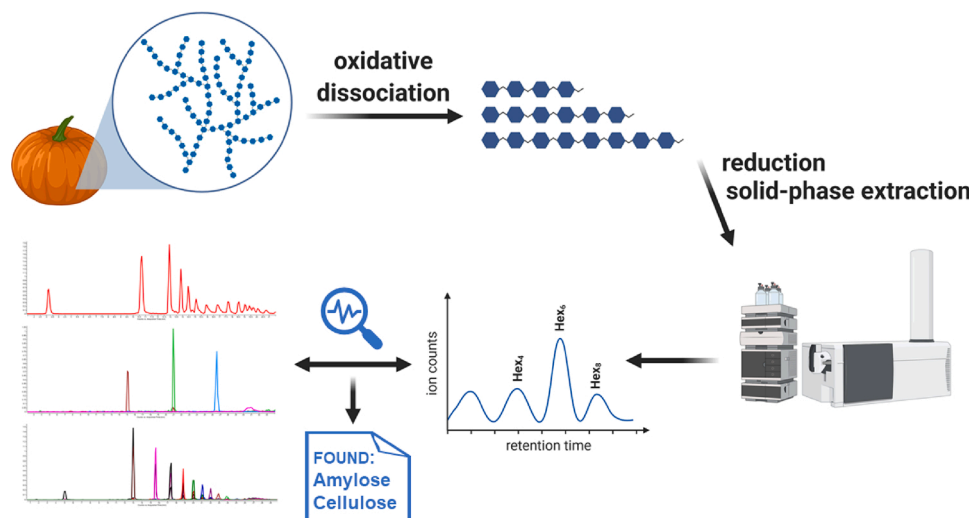 oxidative
dissociation
reduction
solid-phase extraction
ion counts
Hex₄
Hex₆
Hex₈
retention time
FOUND:
Amylose
Cellulose